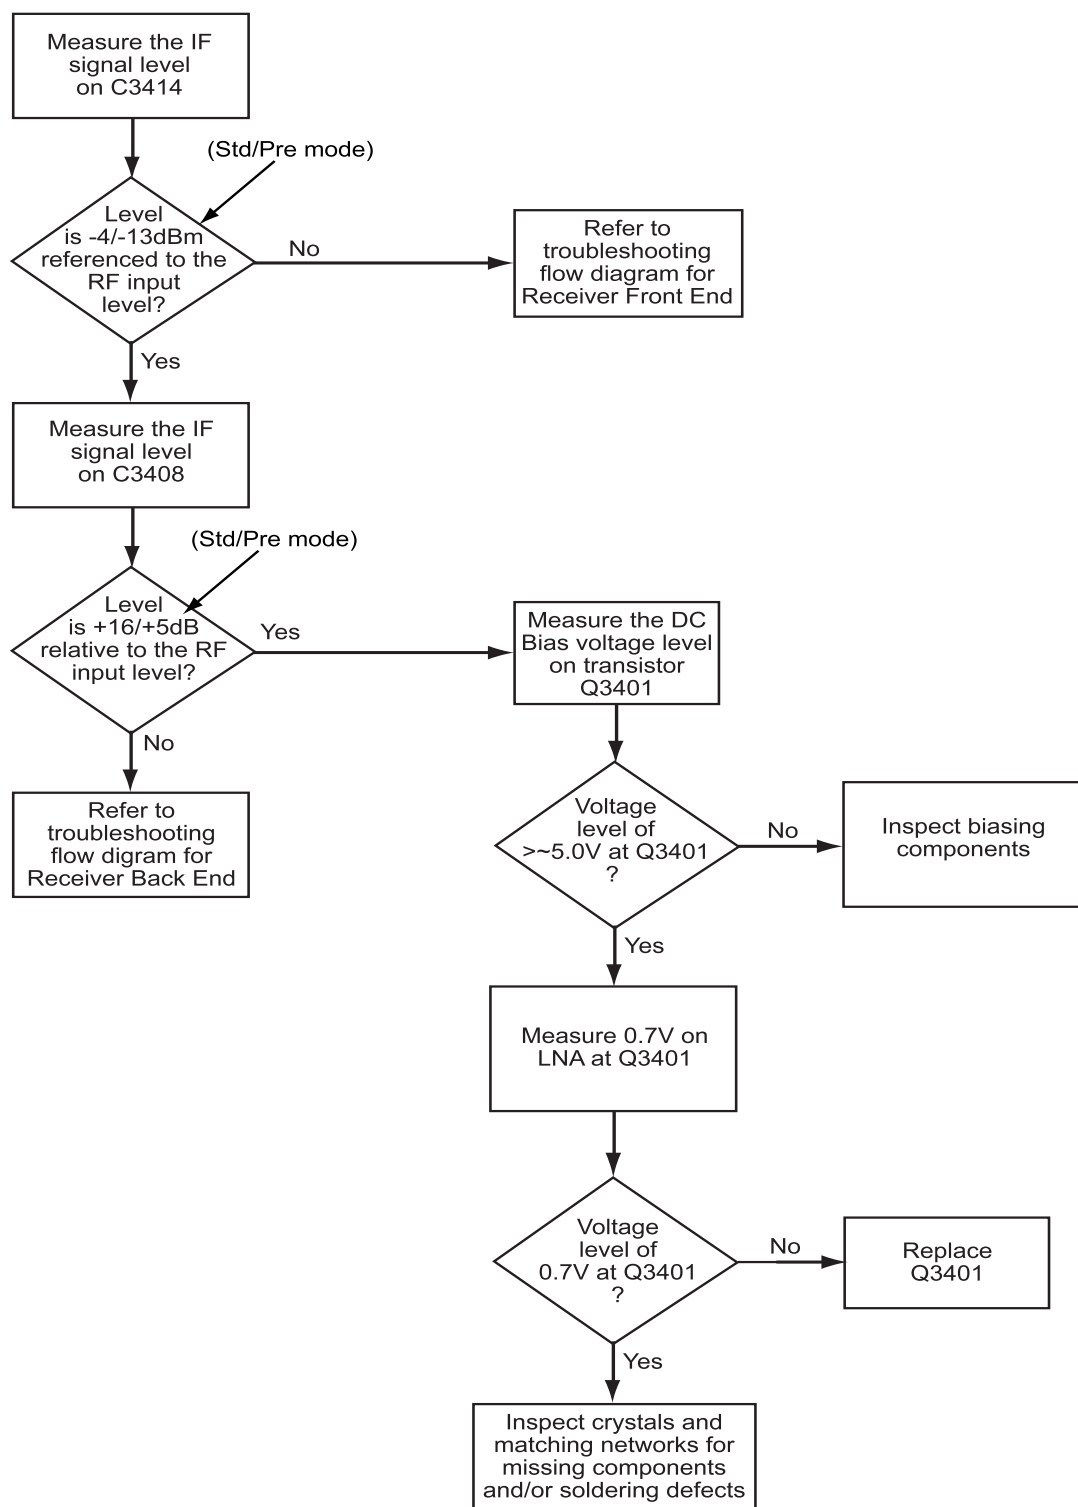 Measure the IF
signal level
on C3414
(Std/Pre mode)
Level
is -4/-13dBm
referenced to the
RF input
level?
No
Refer to
troubleshooting
flow diagram for
Receiver Front End
Yes
Measure the IF
signal level
on C3408
(Std/Pre mode)
Level
is +16/+5dB
relative to the RF
input level?
Yes
Measure the DC
Bias voltage level
on transistor
Q3401
No
Refer to
troubleshooting
flow digram for
Receiver Back End
Voltage
level of
>~5.0V at Q3401
?
No
Inspect biasing
components
Yes
Measure 0.7V on
LNA at Q3401
Voltage
level of
0.7V at Q3401
?
No
Replace
Q3401
Yes
Inspect crystals and
matching networks for
missing components
and/or soldering defects